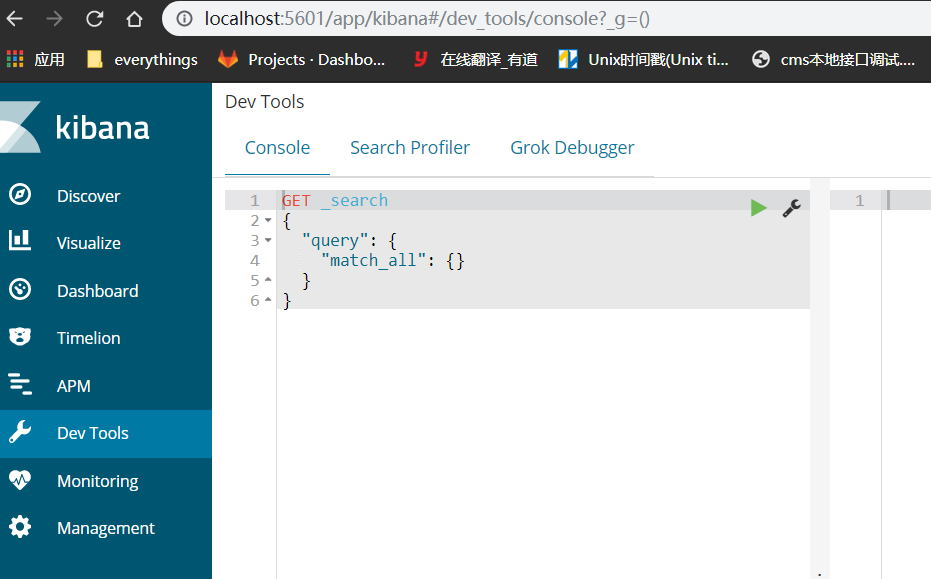 localhost:5601/app/kibana#/dev_tools/console?_g=()
应用 everythings Projects · Dashbo... y 在线翻译_有道 Unix时间戳(Unix ti... cms本地接口调试....
kibana
Discover
Visualize
Dashboard
Timelion
APM
Dev Tools
Monitoring
Management
Dev Tools
Console Search Profiler Grok Debugger
1 GET _search
2 {
3 "query": {
4 "match_all": {}
5 }
6 }
1